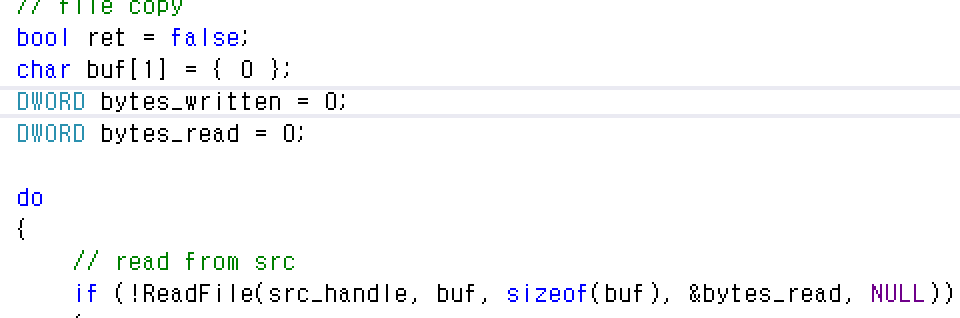 // file copy
bool ret = false;
char buf[1] = { 0 };
DWORD bytes_written = 0;
DWORD bytes_read = 0;
do
{
// read from src
if (!ReadFile(src_handle, buf, sizeof(buf), &bytes_read, NULL))